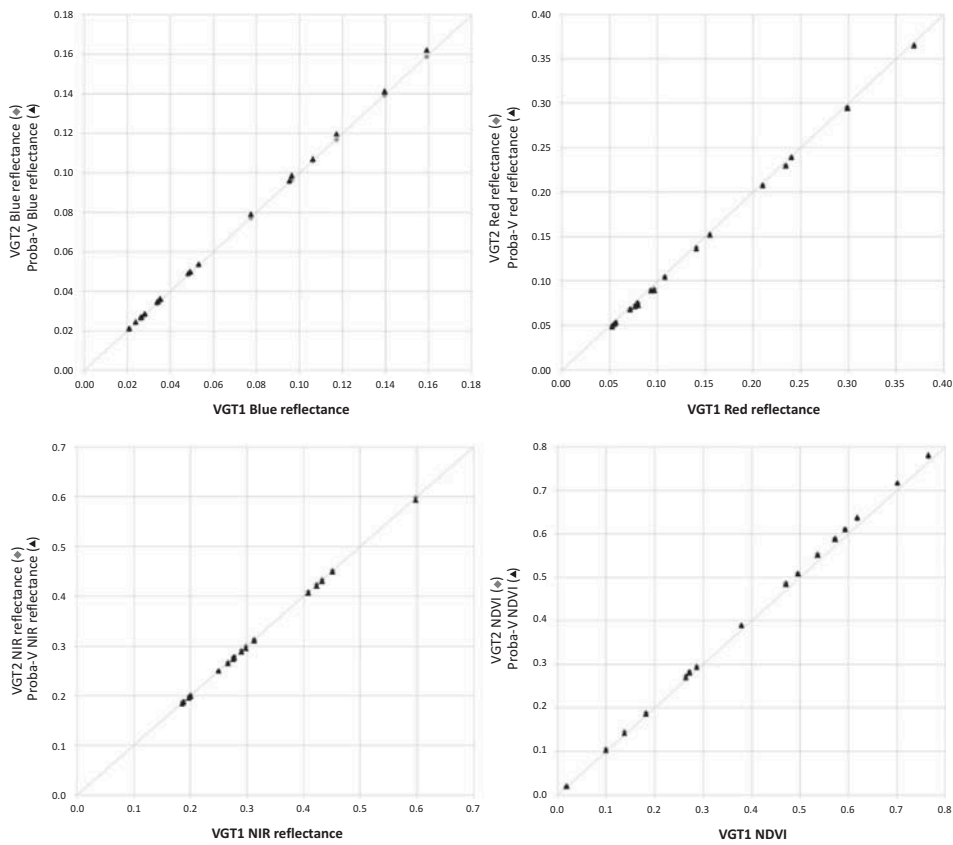 0.18
0.16
0.14
0.12
0.10
0.08
0.06
0.04
0.02
0.00
VGT2 Blue reflectance (◆)
Proba-V Blue reflectance (▲)
0.00 0.02 0.04 0.06 0.08 0.10 0.12 0.14 0.16 0.18
VGT1 Blue reflectance
0.40
0.35
0.30
0.25
0.20
0.15
0.10
0.05
0.00
VGT2 Red reflectance (◆)
Proba-V red reflectance (▲)
0.00 0.05 0.10 0.15 0.20 0.25 0.30 0.35 0.40
VGT1 Red reflectance
0.7
0.6
0.5
0.4
0.3
0.2
0.1
0.0
VGT2 NIR reflectance (◆)
Proba-V NIR reflectance (▲)
0.0 0.1 0.2 0.3 0.4 0.5 0.6 0.7
VGT1 NIR reflectance
0.8
0.7
0.6
0.5
0.4
0.3
0.2
0.1
0.0
VGT2 NDVI (◆)
Proba-V NDVI (▲)
0.0 0.1 0.2 0.3 0.4 0.5 0.6 0.7 0.8
VGT1 NDVI